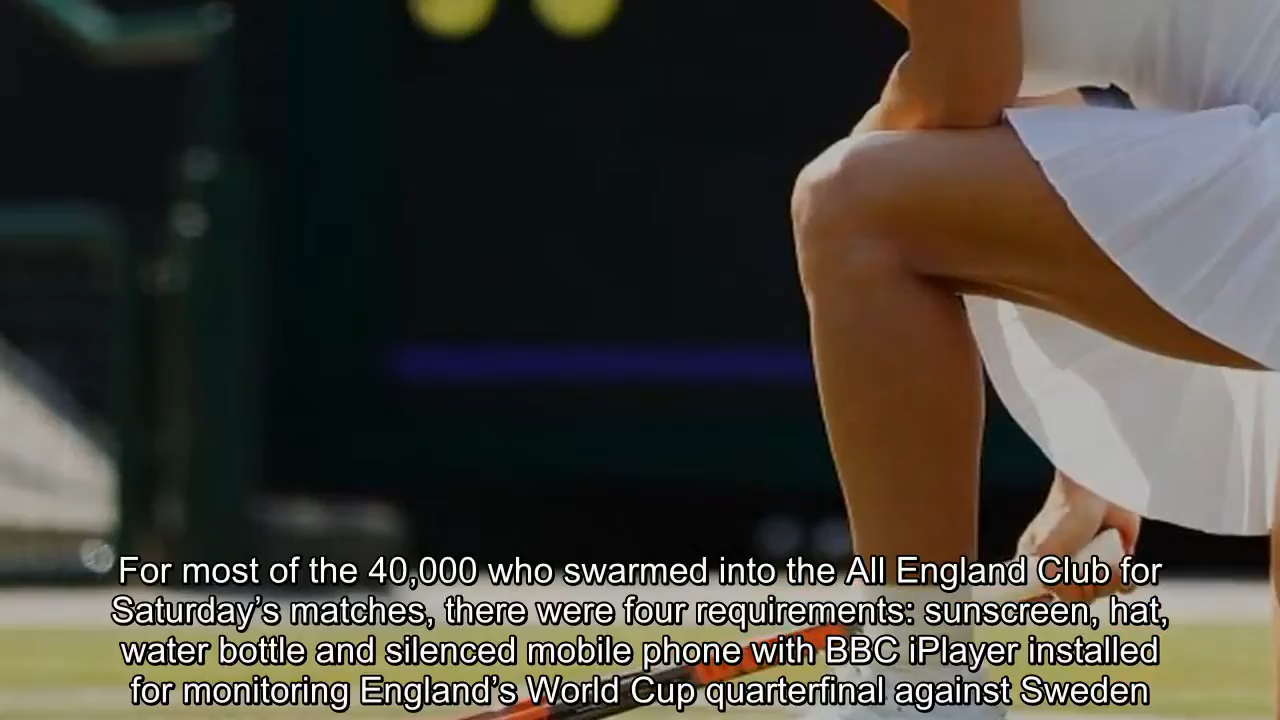 For most of the 40,000 who swarmed into the All England Club for
Saturday’s matches, there were four requirements: sunscreen, hat,
water bottle and silenced mobile phone with BBC iPlayer installed
for monitoring England’s World Cup quarterfinal against Sweden